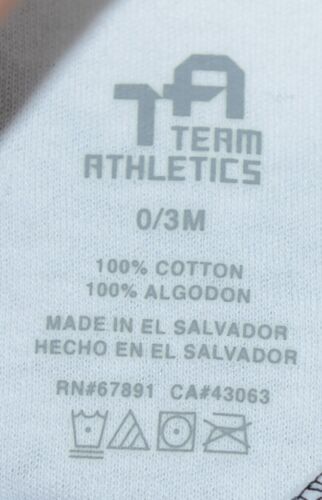 TA
TEAM
ATHLETICS
0/3M
100% COTTON
100% ALGODON
MADE IN EL SALVADOR
HECHO EN EL SALVADOR
RN#67891 CA#43063